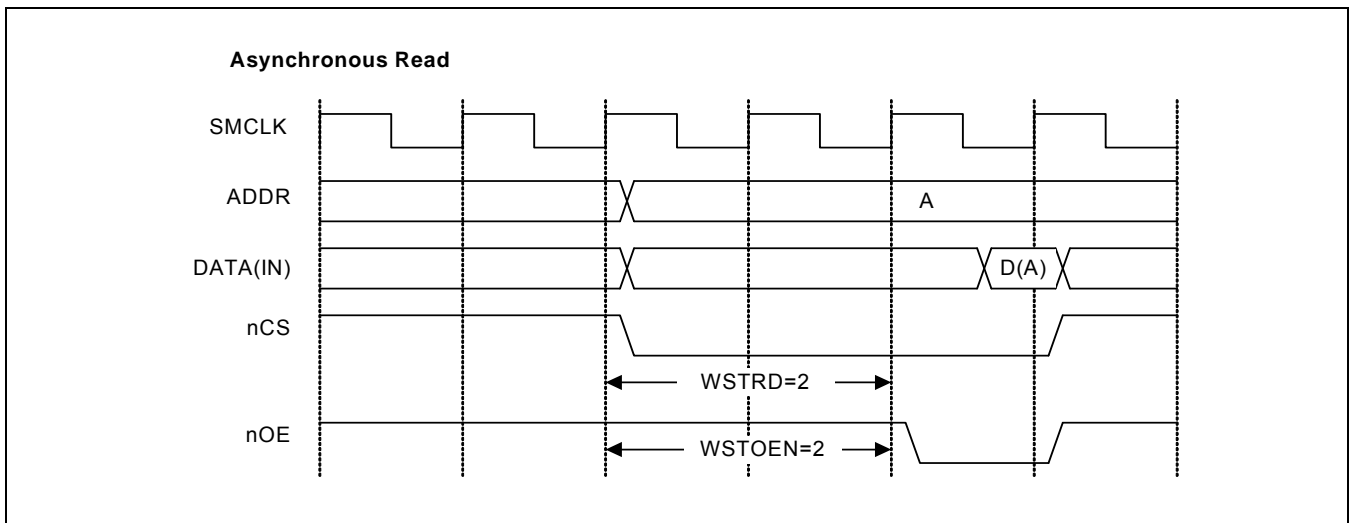 Asynchronous Read
SMCLK
ADDR
A
DATA(IN)
D(A)
nCS
WSTRD=2
nOE
WSTOEN=2